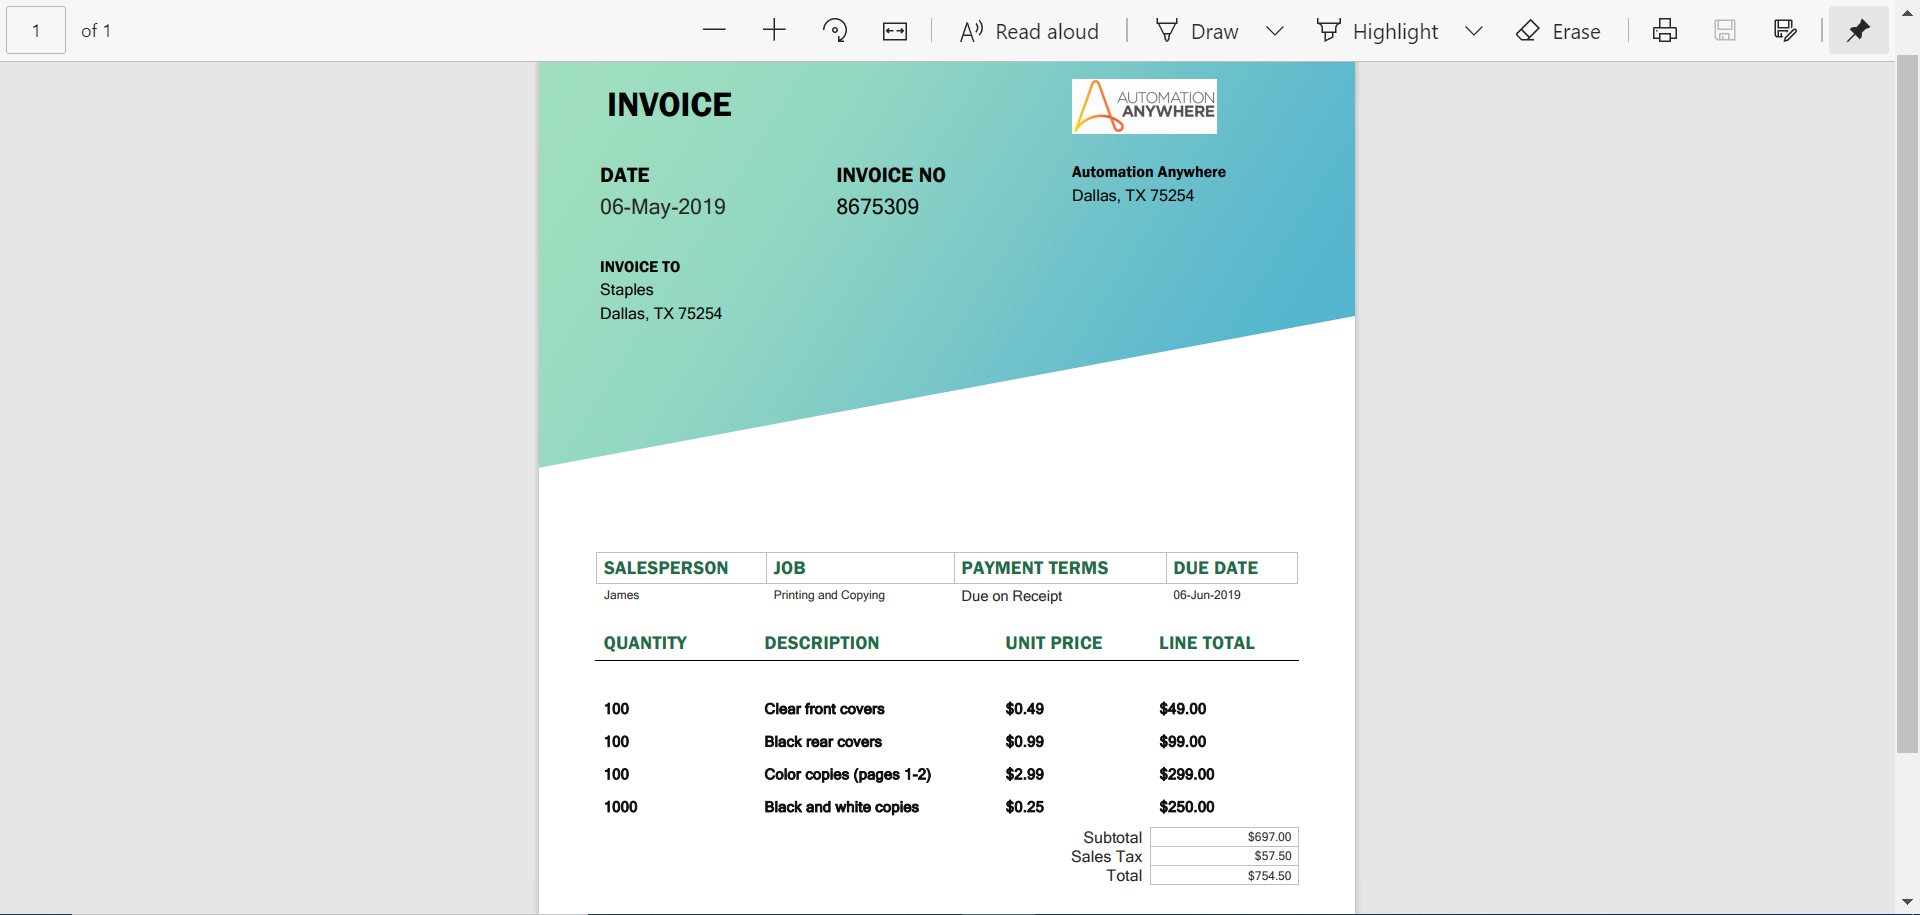 1 of 1 Read aloud Draw Highlight Erase
INVOICE
AUTOMATION
ANYWHERE
DATE INVOICE NO Automation Anywhere
06-May-2019 8675309 Dallas, TX 75254
INVOICE TO
Staples
Dallas, TX 75254
SALESPERSON JOB PAYMENT TERMS DUE DATE
James Printing and Copying Due on Receipt 06-Jun-2019
QUANTITY DESCRIPTION UNIT PRICE LINE TOTAL
100 Clear front covers $0.49 $49.00
100 Black rear covers $0.99 $99.00
100 Color copies (pages 1-2) $2.99 $299.00
1000 Black and white copies $0.25 $250.00
Subtotal $697.00
Sales Tax $57.50
Total $754.50